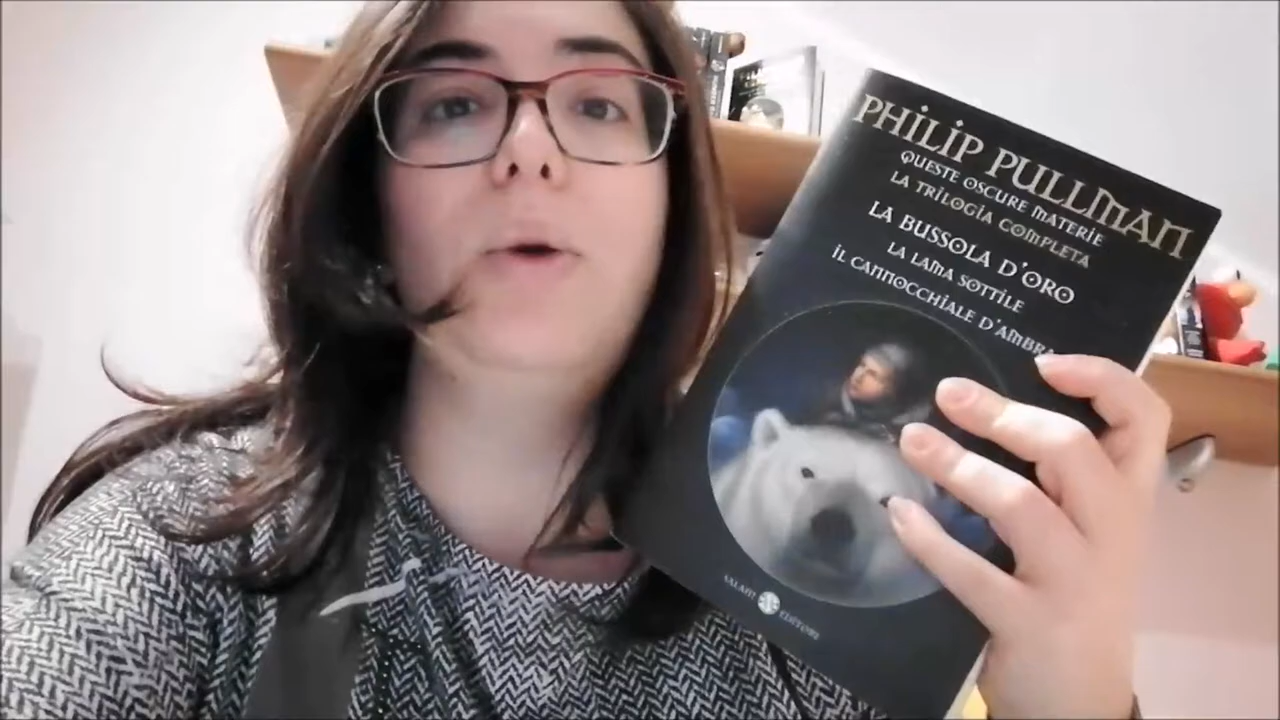 PHILIP PULLMAN
QUESTE OSCURE MATERIE
LA TRILOGIA COMPLETA
LA BUSSOLA D'ORO
LA LAMA SOTTILE
IL CANNOCCHIALE D'AMBRA
SALANI EDITORE